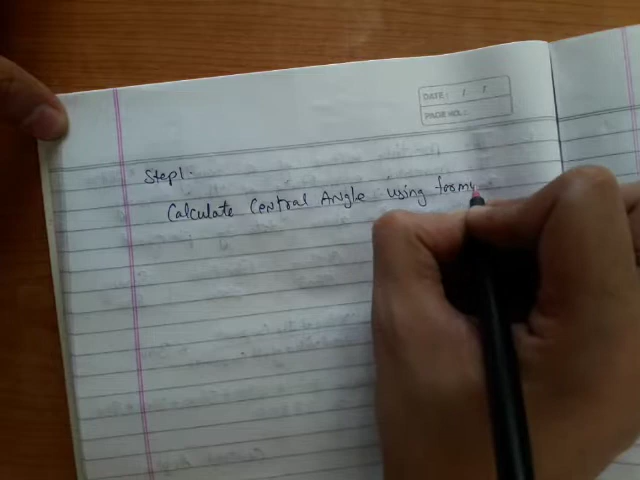 DATE: / /
PAGE NO.:
Step1.
Calculate Central Angle using formu